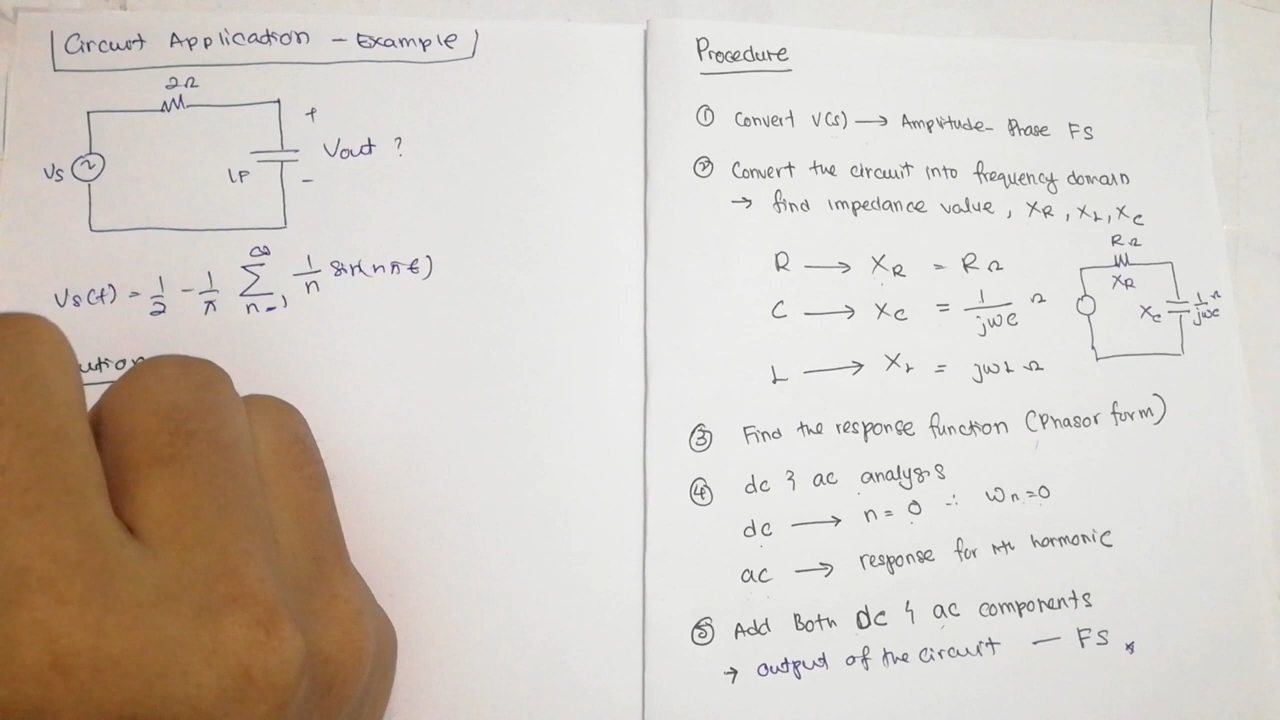 Circuit Application - Example
2Ω
Vs
1F
+
Vout ?
-
Vs(t) = 1/2 - 1/π ∞∑n=1 1/n sin(nπt)
ution
Procedure
① Convert V(s) → Amplitude- Phase FS
② Convert the circuit into frequency domain
→ find impedance value, XR, XL, XC
R → XR = RΩ
C → XC = 1/jωC Ω
L → XL = jωL Ω
RΩ
XR
XC 1/jωC Ω
③ Find the response function (Phasor form)
④ dc & ac analysis
dc → n = 0 ∴ ωn = 0
ac → response for nth harmonic
⑤ Add Both dc & ac components
→ output of the circuit — FS